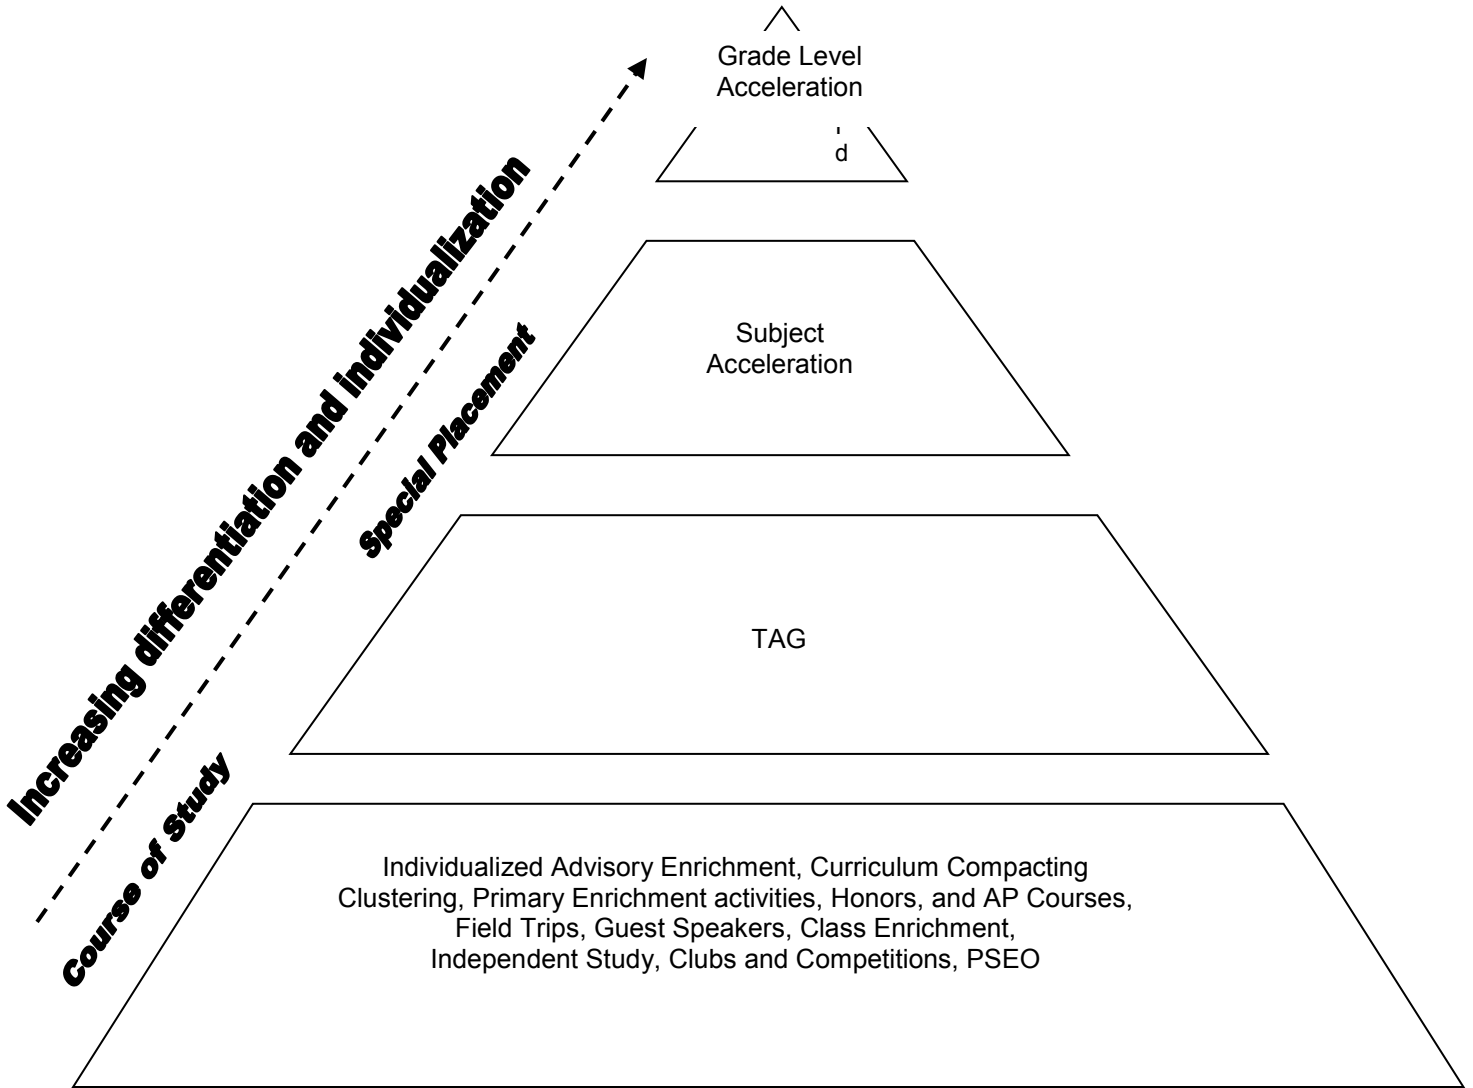 Grade Level
Acceleration
d
Increasing differentiation and individualization
Subject
Acceleration
Special Placement
TAG
Course of Study
Individualized Advisory Enrichment, Curriculum Compacting
Clustering, Primary Enrichment activities, Honors, and AP Courses,
Field Trips, Guest Speakers, Class Enrichment,
Independent Study, Clubs and Competitions, PSEO